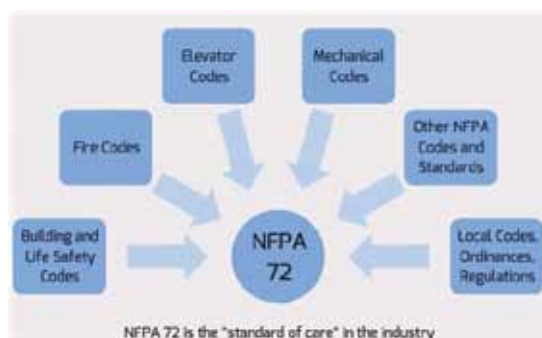 Elevator
Codes
Mechanical
Codes
Fire Codes
Other NFPA
Codes and
Standards
Building and
Life Safety
Codes
NFPA
72
Local Codes,
Ordinances,
Regulations
NFPA 72 is the "standard of care" in the industry